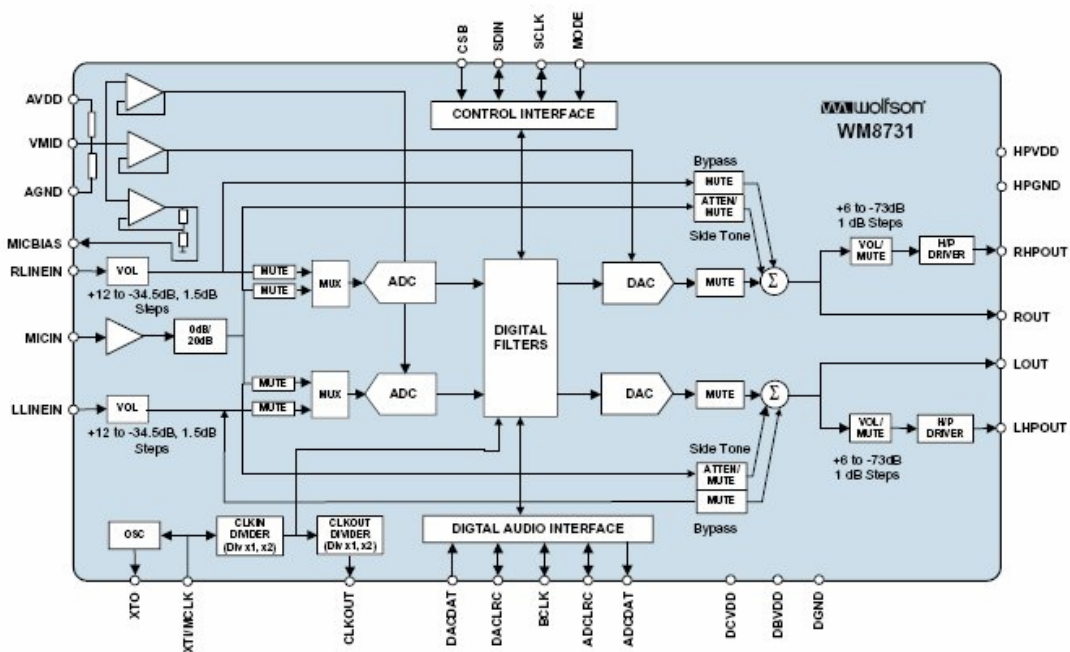 CSB
SDIN
SCLK
MODE
AVDD
VMID
AGND
MICBIAS
RLINEIN
MICIN
LLINEIN
CONTROL INTERFACE
wolfson®
WM8731
HPVDD
HPGND
RHPOUT
ROUT
LOUT
LHPOUT
Bypass
MUTE
ATTEN/
MUTE
Side Tone
+6 to -73dB
1 dB Steps
VOL/
MUTE
H/P
DRIVER
VOL
+12 to -34.5dB, 1.5dB
Steps
MUTE
MUTE
MUX
ADC
DIGITAL
FILTERS
DAC
MUTE
Σ
0dB/
20dB
MUTE
MUTE
MUX
ADC
DAC
MUTE
Σ
VOL
+12 to -34.5dB, 1.5dB
Steps
VOL/
MUTE
H/P
DRIVER
+6 to -73dB
1 dB Steps
Side Tone
ATTEN/
MUTE
MUTE
Bypass
OSC
CLKIN
DIVIDER
(Div x1, x2)
CLKOUT
DIVIDER
(Div x1, x2)
DIGITAL AUDIO INTERFACE
XTO
XTI/MCLK
CLKOUT
DACDAT
DACLRC
BCLK
ADCLRC
ADCDAT
DCVDD
DBVDD
DGND